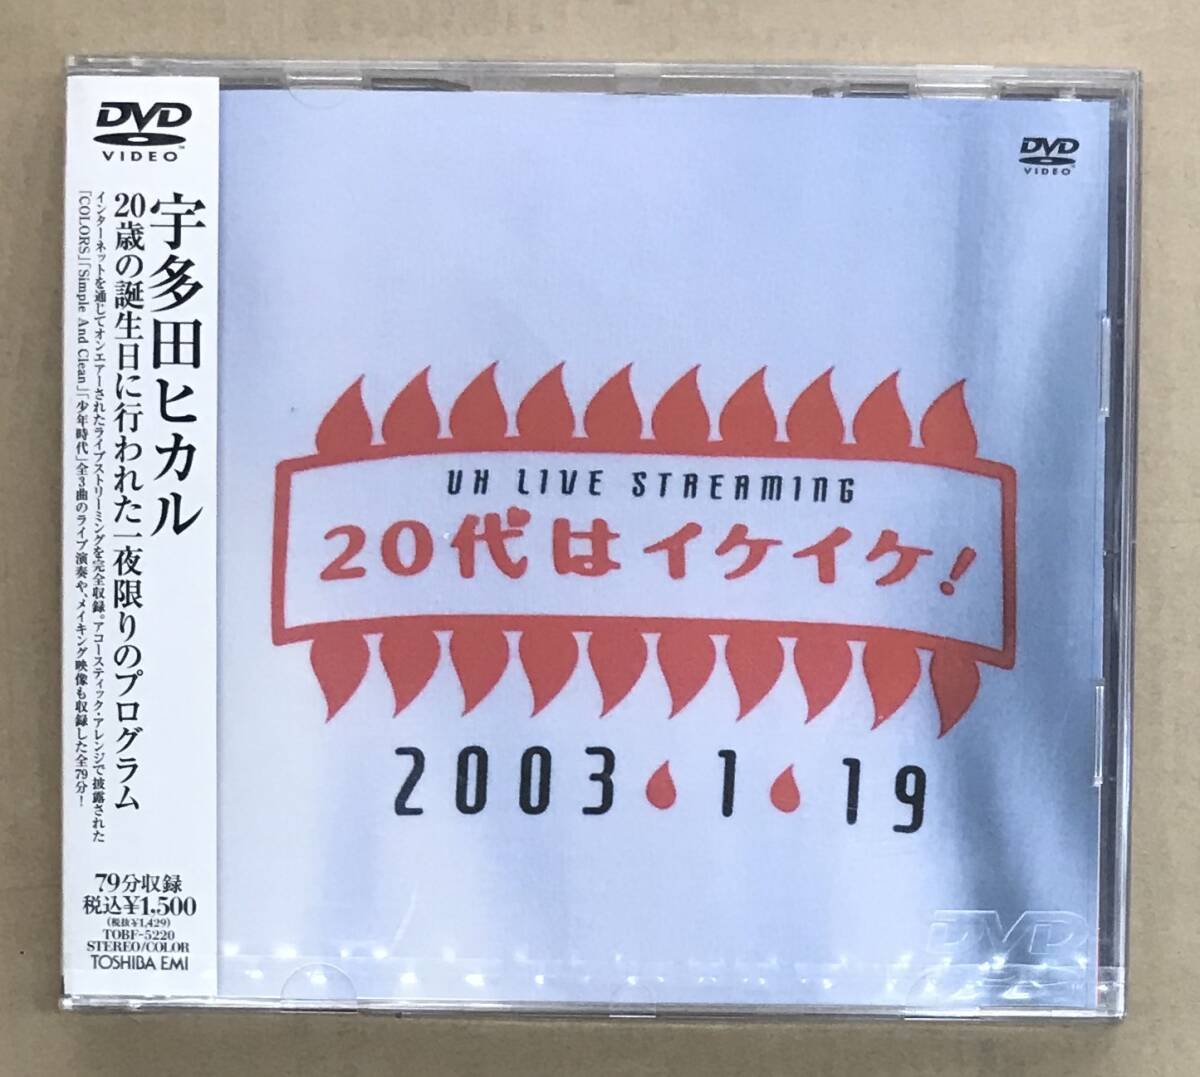 DVD
VIDEO™
宇多田ヒカル
20歳の誕生日に行われた一夜限りのプログラム
インターネットを通じてオンエアーされたライブストリーミングを完全収録。アコースティック・アレンジで披露された
「COLORS」「Simple And Clean」「少年時代」全3曲のライブ演奏や、メイキング映像も収録した全79分！
79分収録
税込¥1,500
(税抜¥1,429)
TOBF-5220
STEREO/COLOR
TOSHIBA EMI
DVD
VIDEO™
UH LIVE STREAMING
20代はイケイケ！
2003・1・19
DVD